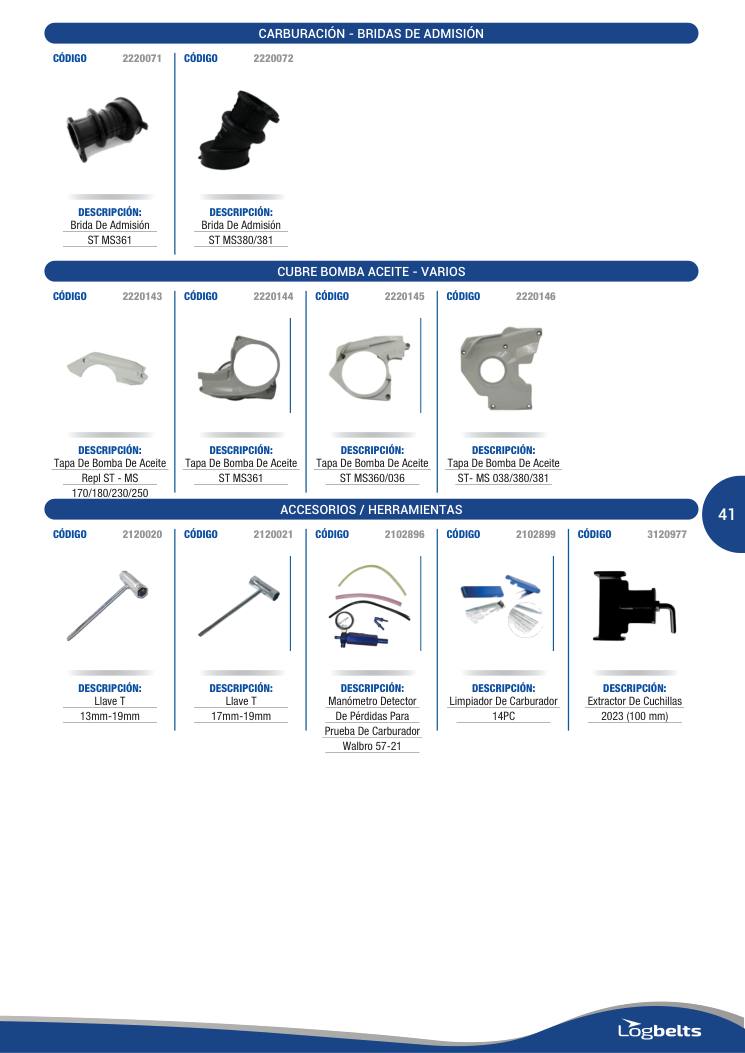 CARBURACIÓN - BRIDAS DE ADMISIÓN
CÓDIGO 2220071
DESCRIPCIÓN:
Brida De Admisión
ST MS361
CÓDIGO 2220072
DESCRIPCIÓN:
Brida De Admisión
ST MS380/381
CUBRE BOMBA ACEITE - VARIOS
CÓDIGO 2220143
DESCRIPCIÓN:
Tapa De Bomba De Aceite
Repl ST - MS
170/180/230/250
CÓDIGO 2220144
DESCRIPCIÓN:
Tapa De Bomba De Aceite
ST MS361
CÓDIGO 2220145
DESCRIPCIÓN:
Tapa De Bomba De Aceite
ST MS360/036
CÓDIGO 2220146
DESCRIPCIÓN:
Tapa De Bomba De Aceite
ST- MS 038/380/381
41
ACCESORIOS / HERRAMIENTAS
CÓDIGO 2120020
DESCRIPCIÓN:
Llave T
13mm-19mm
CÓDIGO 2120021
DESCRIPCIÓN:
Llave T
17mm-19mm
CÓDIGO 2102896
DESCRIPCIÓN:
Manómetro Detector
De Pérdidas Para
Prueba De Carburador
Walbro 57-21
CÓDIGO 2102899
DESCRIPCIÓN:
Limpiador De Carburador
14PC
CÓDIGO 3120977
DESCRIPCIÓN:
Extractor De Cuchillas
2023 (100 mm)
Logbelts